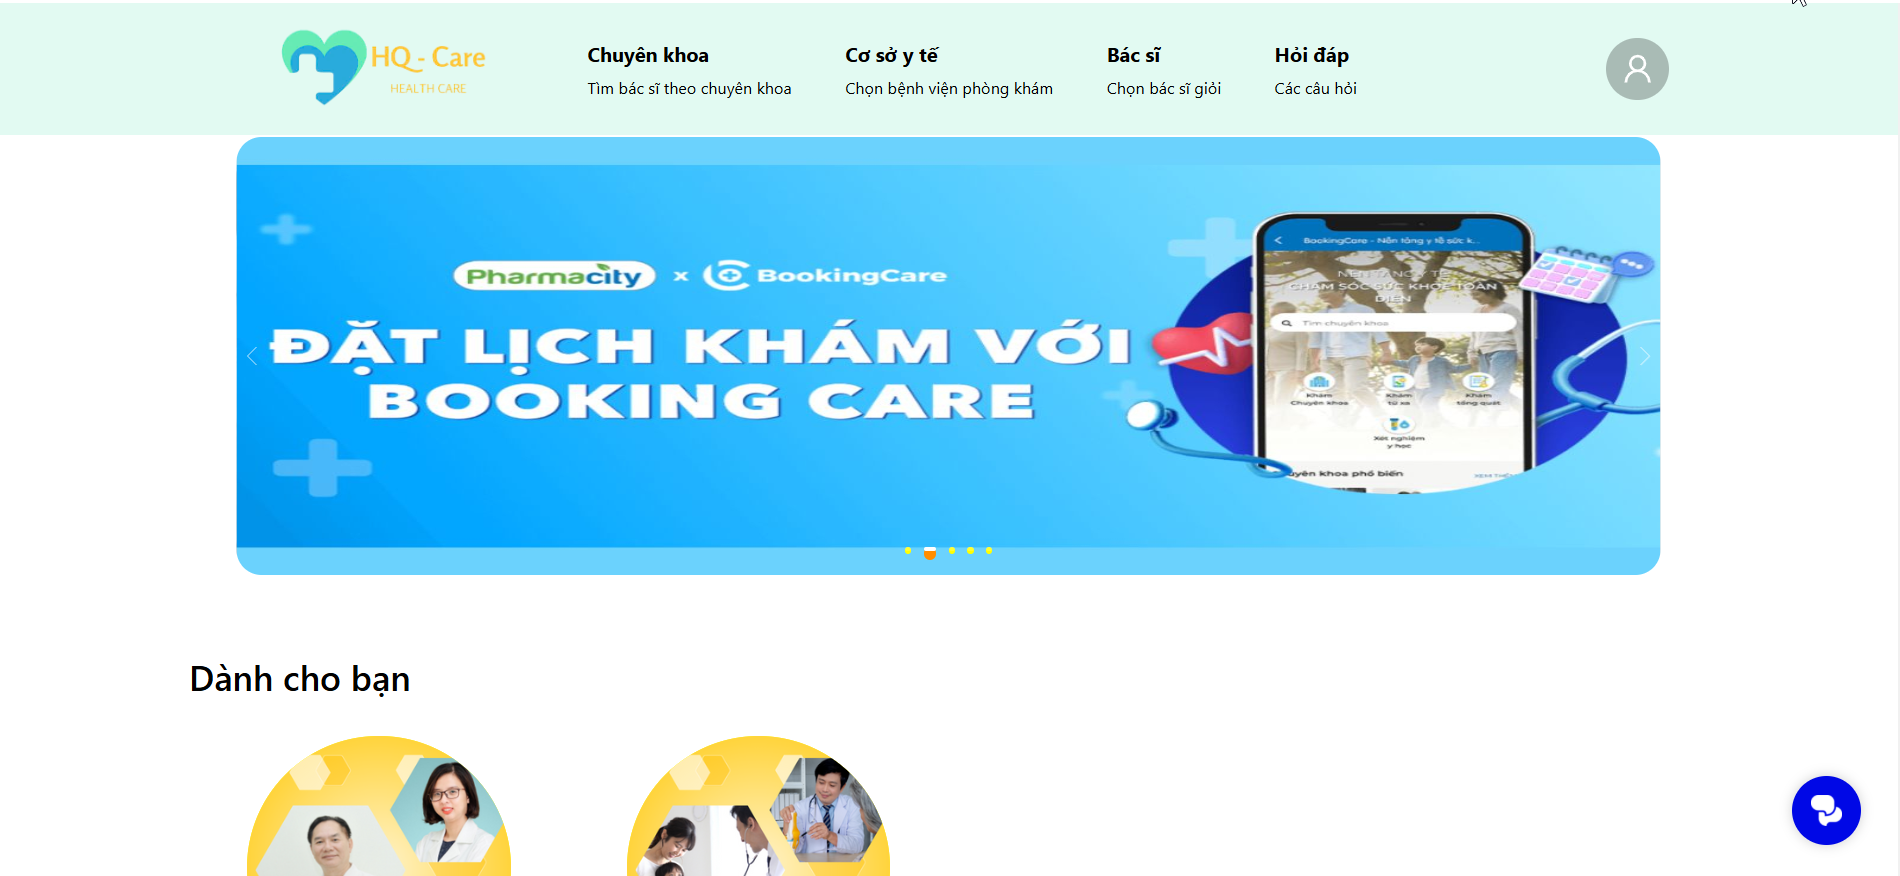 HQ - Care
HEALTH CARE
Chuyên khoa
Tìm bác sĩ theo chuyên khoa
Cơ sở y tế
Chọn bệnh viện phòng khám
Bác sĩ
Chọn bác sĩ giỏi
Hỏi đáp
Các câu hỏi
Pharmacity x BookingCare
ĐẶT LỊCH KHÁM VỚI
BOOKING CARE
BookingCare - Nền tảng y tế sức k...
NỀN TẢNG Y TẾ
CHĂM SÓC SỨC KHỎE TOÀN
DIỆN
Tìm chuyên khoa
Khám
Chuyên khoa
Khám
từ xa
Khám
tổng quát
Xét nghiệm
y học
uyên khoa phổ biến
XEM THÊM
Dành cho bạn